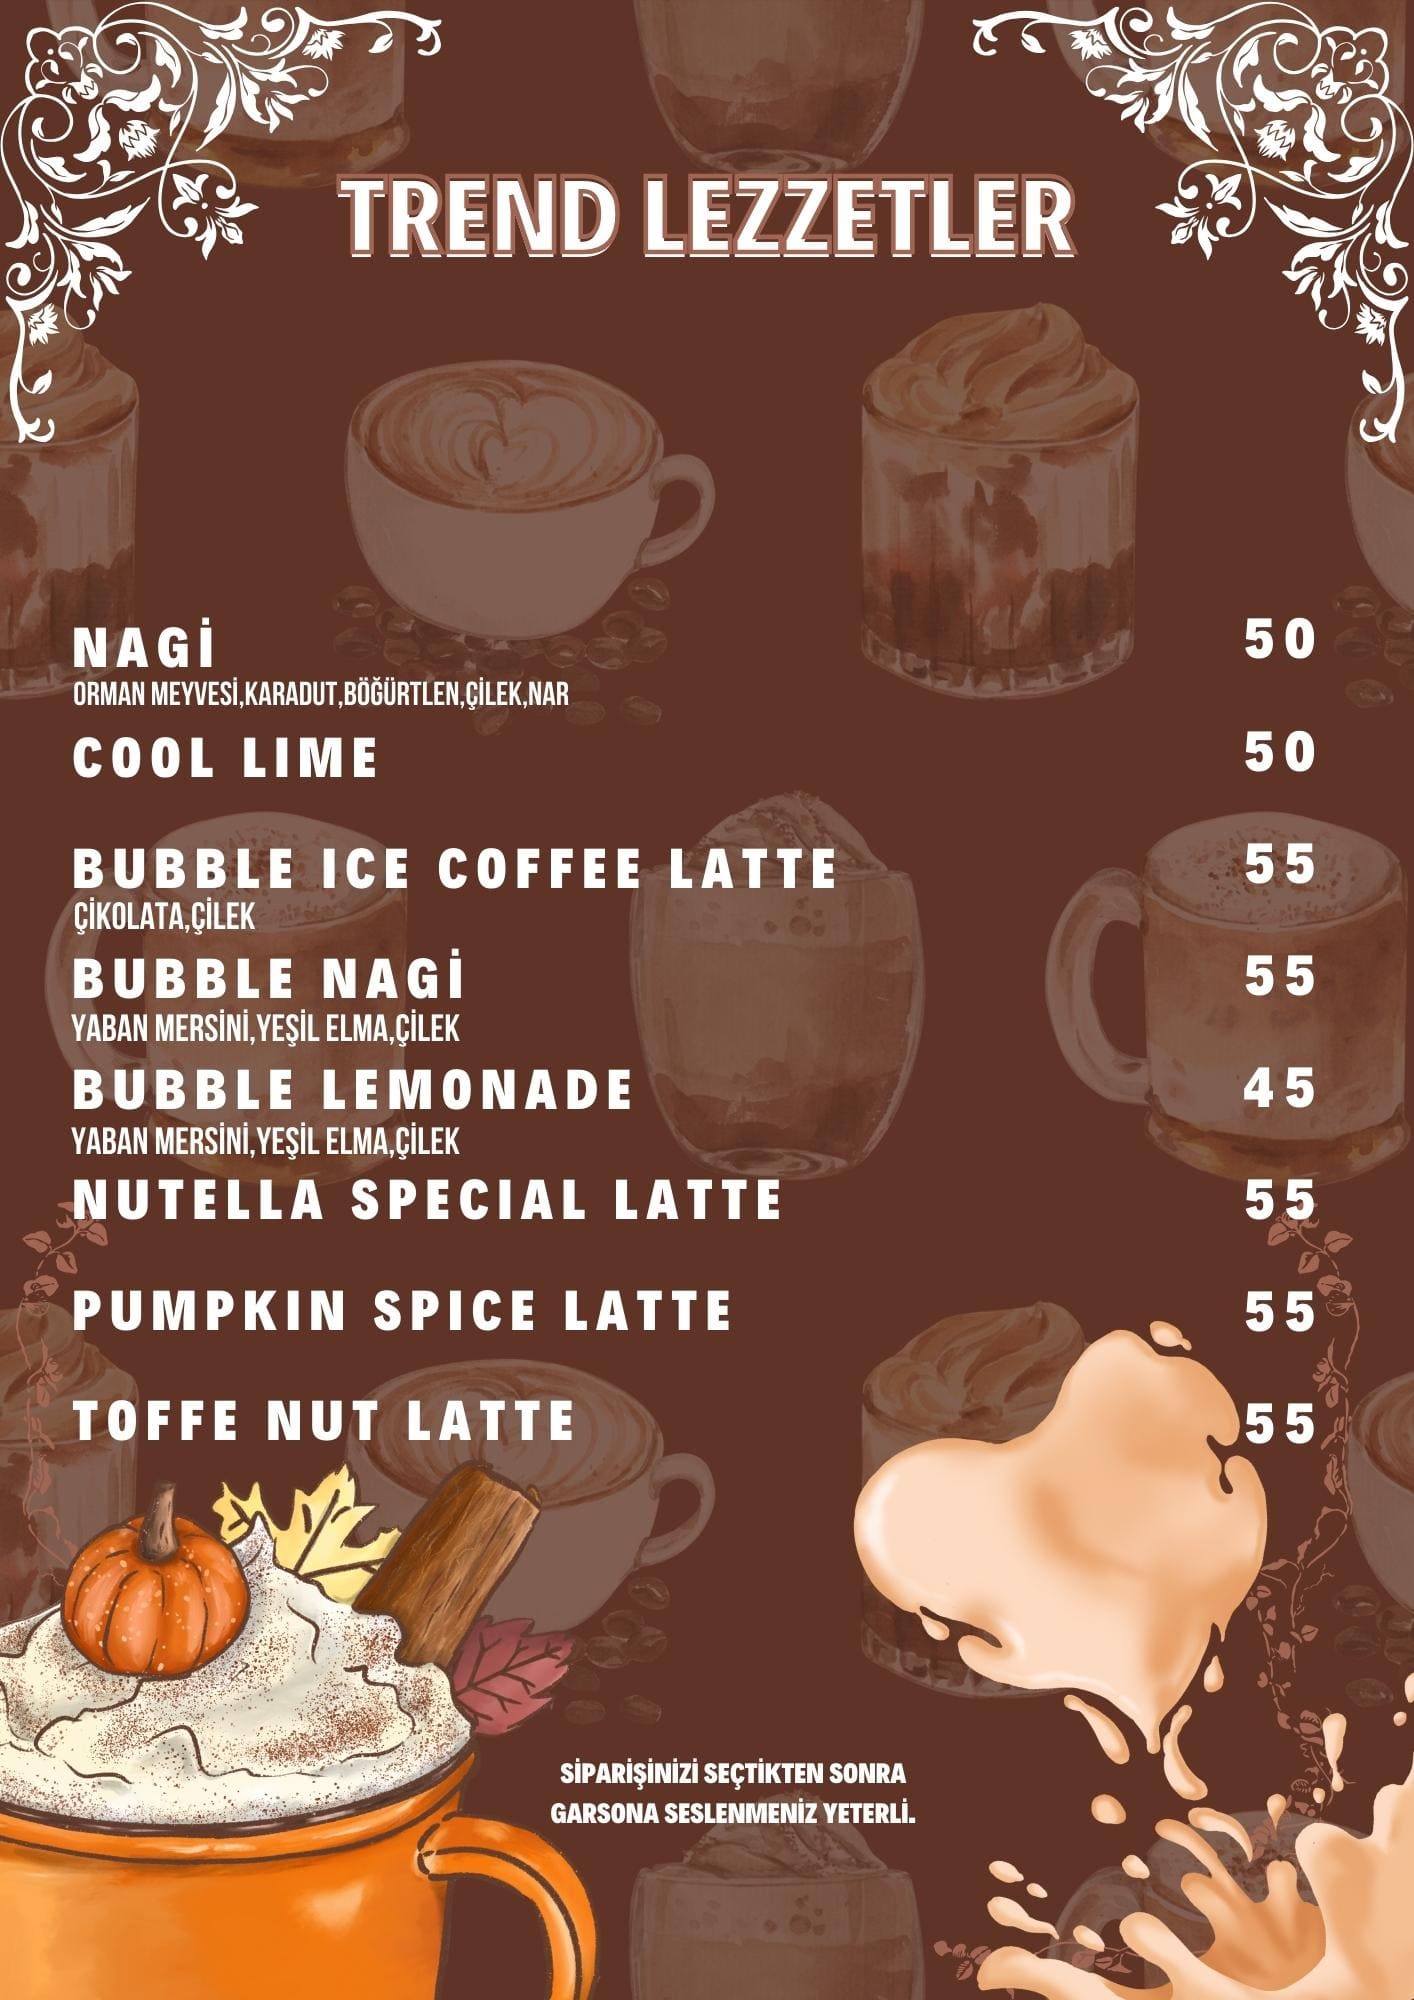 TREND LEZZETLER
NAGİ 50
ORMAN MEYVESİ,KARADUT,BÖĞÜRTLEN,ÇİLEK,NAR
COOL LIME 50
BUBBLE ICE COFFEE LATTE 55
ÇİKOLATA,ÇİLEK
BUBBLE NAGİ 55
YABAN MERSİNİ,YEŞİL ELMA,ÇİLEK
BUBBLE LEMONADE 45
YABAN MERSİNİ,YEŞİL ELMA,ÇİLEK
NUTELLA SPECIAL LATTE 55
PUMPKIN SPICE LATTE 55
TOFFE NUT LATTE 55
SİPARİŞİNİZİ SEÇTİKTEN SONRA
GARSONA SESLENMENİZ YETERLİ.